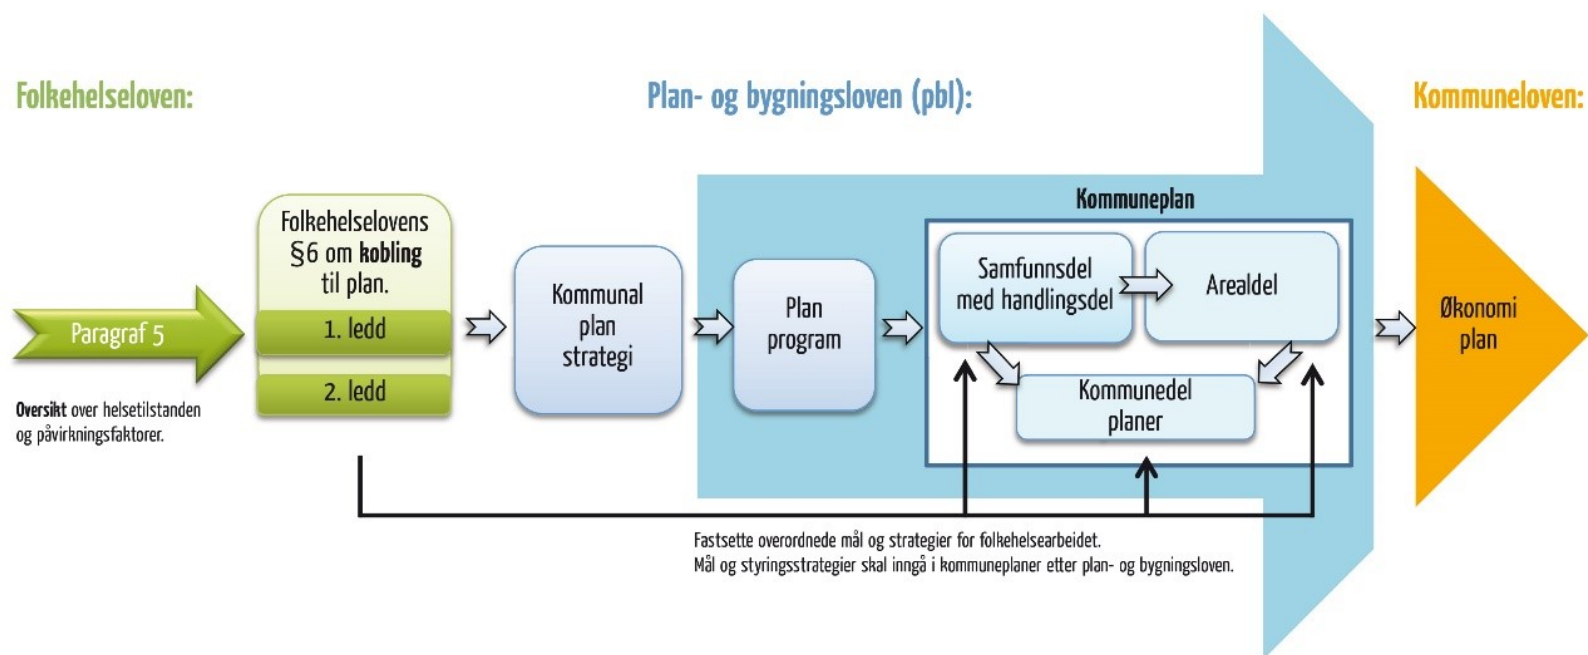 Folkehelseloven:
Plan- og bygningsloven (pbl):
Kommuneloven:
Paragraf 5
Oversikt over helsetilstanden
og påvirkningsfaktorer.
Folkehelselovens
§6 om kobling
til plan.
1. ledd
2. ledd
Kommunal
plan
strategi
Plan
program
Kommuneplan
Samfunnsdel
med handlingsdel
Arealdel
Kommunedel
planer
Økonomi
plan
Fastsette overordnede mål og strategier for folkehelsearbeidet.
Mål og styringsstrategier skal inngå i kommuneplaner etter plan- og bygningsloven.